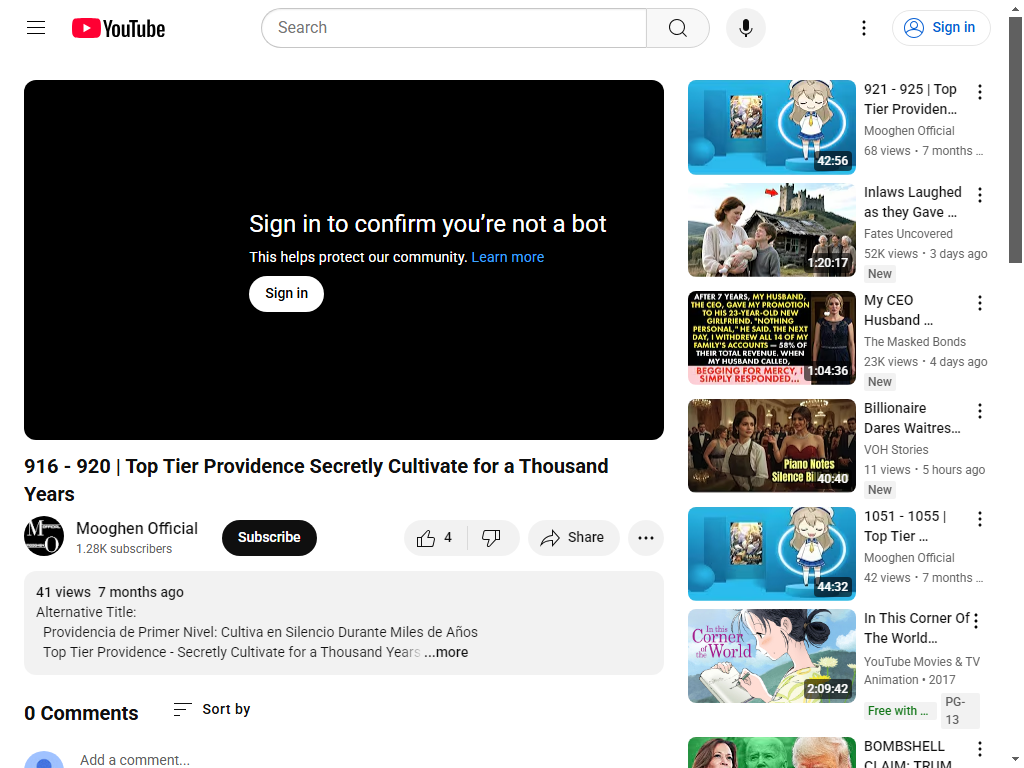 YouTube
Search
Sign in
Sign in to confirm you’re not a bot
This helps protect our community. Learn more
Sign in
916 - 920 | Top Tier Providence Secretly Cultivate for a Thousand
Years
Mooghen Official
1.28K subscribers
Subscribe
4
Share
41 views 7 months ago
Alternative Title:
Providencia de Primer Nivel: Cultiva en Silencio Durante Miles de Años
Top Tier Providence - Secretly Cultivate for a Thousand Years ...more
0 Comments
Sort by
Add a comment...
42:56
921 - 925 | Top
Tier Providen…
Mooghen Official
68 views • 7 months …
1:20:17
Inlaws Laughed
as they Gave …
Fates Uncovered
52K views • 3 days ago
New
AFTER 7 YEARS, MY HUSBAND,
THE CEO, GAVE MY PROMOTION
TO HIS 23-YEAR-OLD NEW
GIRLFRIEND. "NOTHING
PERSONAL," HE SAID. THE NEXT
DAY, I WITHDREW ALL 14 OF MY
FAMILY'S ACCOUNTS — 58% OF
THEIR TOTAL REVENUE. WHEN
MY HUSBAND CALLED,
BEGGING FOR MERCY, I
SIMPLY RESPONDED...
1:04:36
My CEO
Husband …
The Masked Bonds
23K views • 4 days ago
New
Piano Notes
Silence
40:40
Billionaire
Dares Waitres…
VOH Stories
11 views • 5 hours ago
New
44:32
1051 - 1055 |
Top Tier …
Mooghen Official
42 views • 7 months …
In this
Corner
of the
World
2:09:42
In This Corner Of
The World…
YouTube Movies & TV
Animation • 2017
Free with …
PG-
13
BOMBSHELL
CLAIM: TRUM